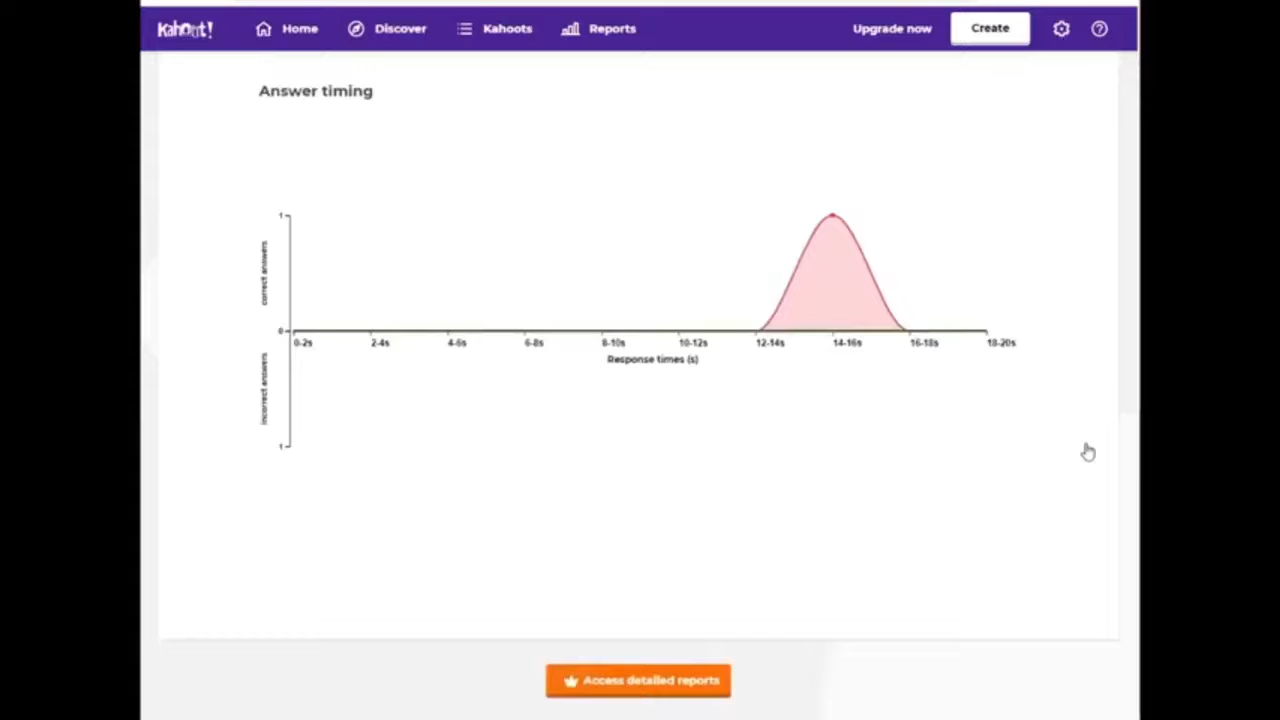 Kahoot! Home Discover Kahoots Reports Upgrade now Create
Answer timing
1
correct answers
0
0-2s 2-4s 4-6s 6-8s 8-10s 10-12s 12-14s 14-16s 16-18s 18-20s
Response times (s)
incorrect answers
1
Access detailed reports